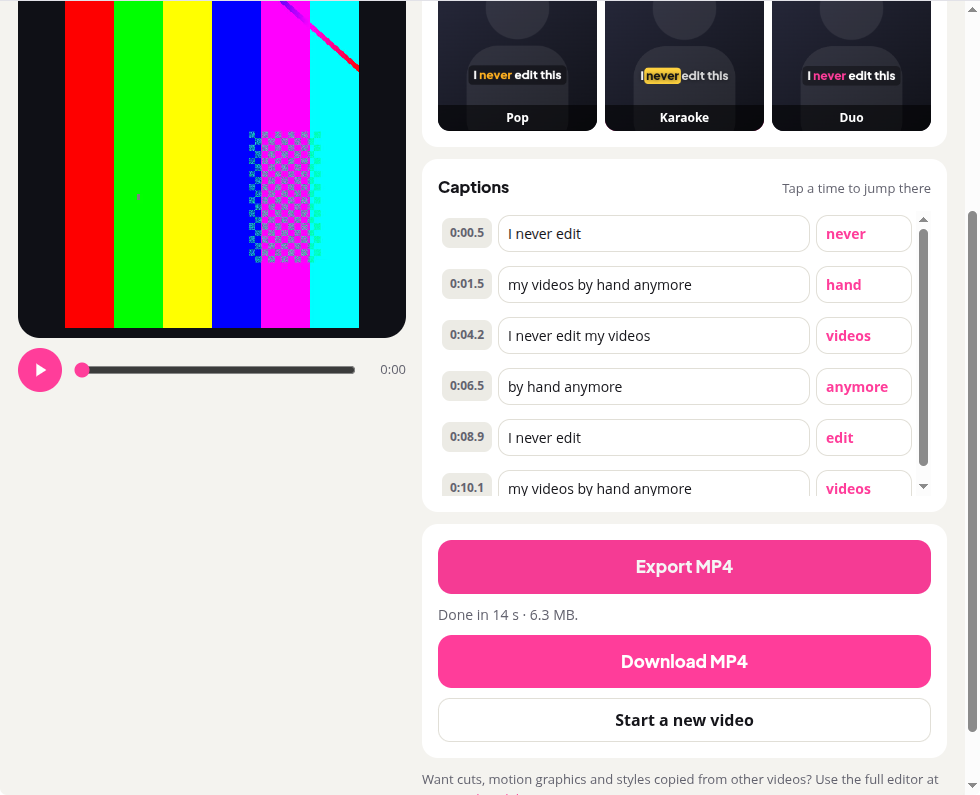 I never edit this
Pop
I never edit this
Karaoke
I never edit this
Duo
Captions
Tap a time to jump there
0:00.5 I never edit never
0:01.5 my videos by hand anymore hand
0:04.2 I never edit my videos videos
0:06.5 by hand anymore anymore
0:08.9 I never edit edit
0:10.1 my videos by hand anymore videos
0:00
Export MP4
Done in 14 s · 6.3 MB.
Download MP4
Start a new video
Want cuts, motion graphics and styles copied from other videos? Use the full editor at